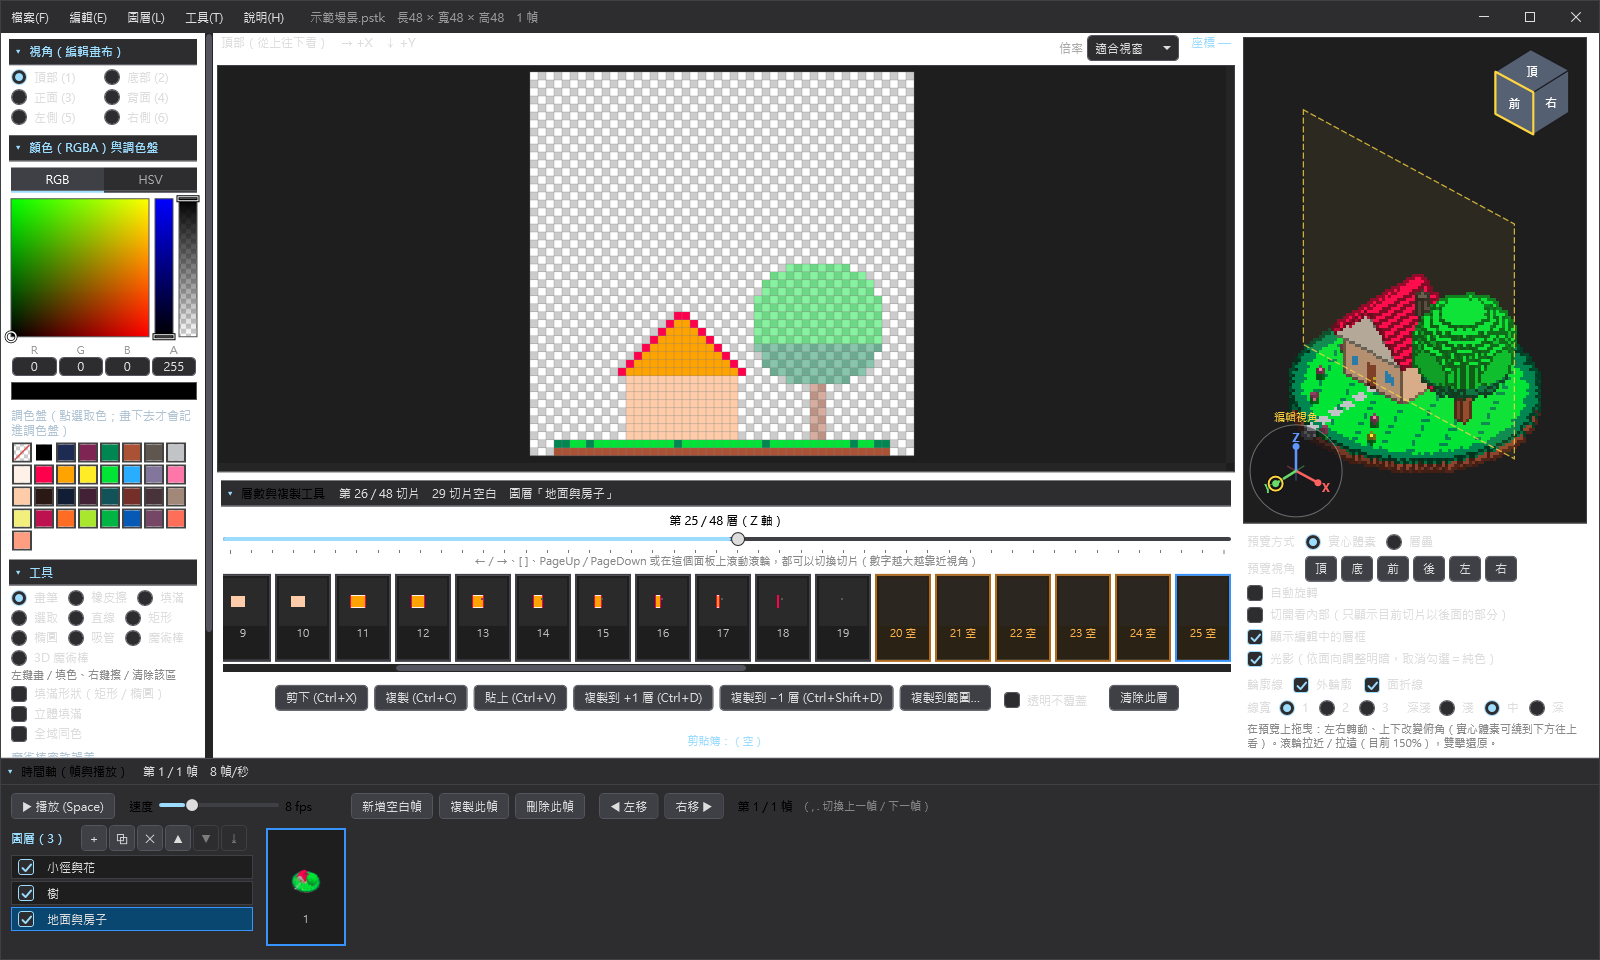 檔案(F) 編輯(E) 圖層(L) 工具(T) 說明(H) 示範場景.pstk 長48 × 寬48 × 高48 1 幀
視角（編輯畫布）
頂部 (1) 底部 (2)
正面 (3) 背面 (4)
左側 (5) 右側 (6)
顏色（RGBA）與調色盤
RGB HSV
R G B A
0 0 0 255
調色盤（點選取色；畫下去才會記
進調色盤）
工具
畫筆 橡皮擦 填滿
選取 直線 矩形
橢圓 吸管 魔術棒
3D 魔術棒
左鍵畫 / 填色、右鍵擦 / 清除該區
填滿形狀（矩形 / 橢圓）
立體填滿
全域同色
頂部（從上往下看） → +X ↓ +Y
倍率 適合視窗 座標 —
層數與複製工具 第 26 / 48 切片 29 切片空白 圖層「地面與房子」
第 25 / 48 層（Z 軸）
← / →、[ ]、PageUp / PageDown 或在這個面板上滾動滾輪，都可以切換切片（數字越大越靠近視角）
9 10 11 12 13 14 15 16 17 18 19 20 空 21 空 22 空 23 空 24 空 25 空
剪下 (Ctrl+X) 複製 (Ctrl+C) 貼上 (Ctrl+V) 複製到 +1 層 (Ctrl+D) 複製到 −1 層 (Ctrl+Shift+D) 複製到範圍... 透明不覆蓋 清除此層
剪貼簿：（空）
頂
前 右
編輯視角
Z
Y X
預覽方式 實心體素 層疊
預覽視角 頂 底 前 後 左 右
自動旋轉
切開看內部（只顯示目前切片以後面的部分）
顯示編輯中的層框
光影（依面向調整明暗，取消勾選 = 純色）
輪廓線 外輪廓 面折線
線寬 1 2 3 深淺 淺 中 深
在預覽上拖曳：左右轉動、上下改變俯角（實心體素可繞到下方往上
看）。滾輪拉近 / 拉遠（目前 150%），雙擊還原。
時間軸（幀與播放） 第 1 / 1 幀 8 幀/秒
▶ 播放 (Space) 速度 8 fps 新增空白幀 複製此幀 刪除此幀 ◀ 左移 右移 ▶ 第 1 / 1 幀 （ , . 切換上一幀 / 下一幀）
圖層（3）
小徑與花
樹
地面與房子
1